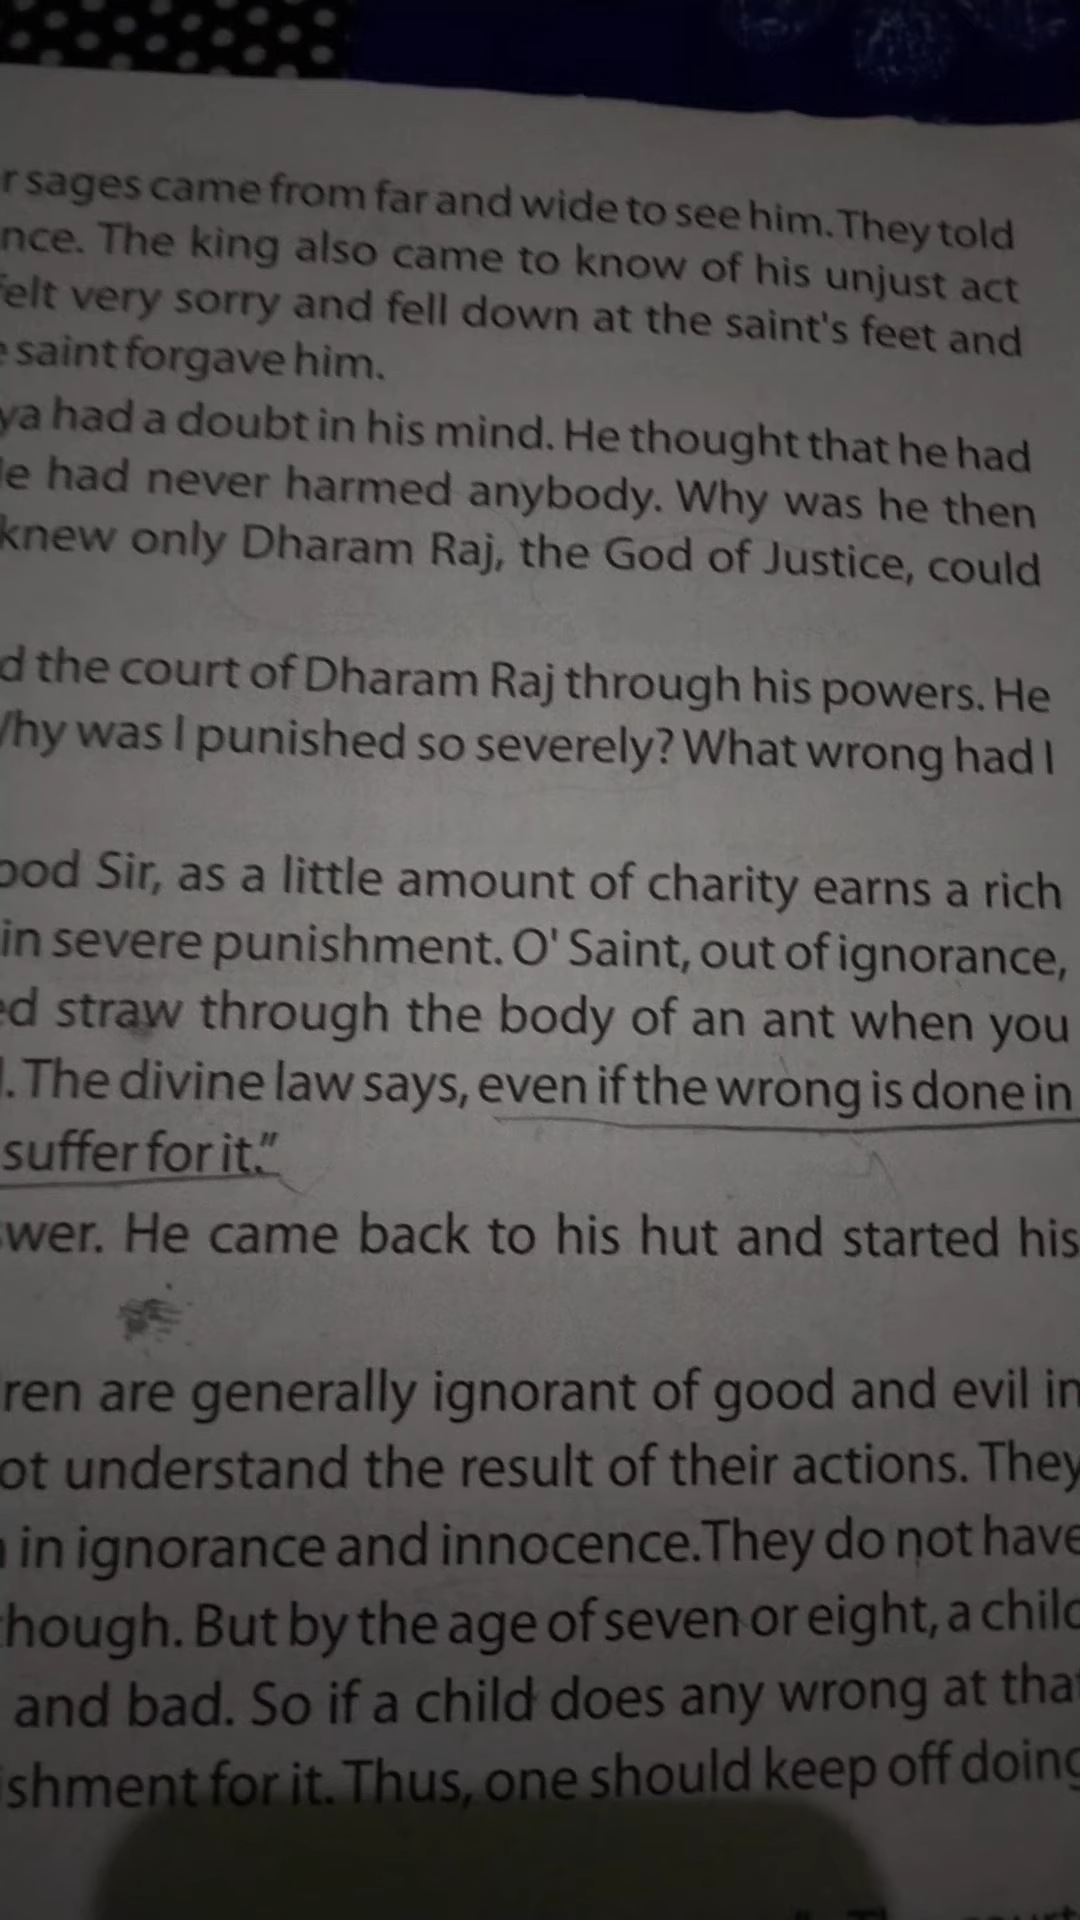 r sages came from far and wide to see him. They told
nce. The king also came to know of his unjust act
felt very sorry and fell down at the saint's feet and
e saint forgave him.
ya had a doubt in his mind. He thought that he had
He had never harmed anybody. Why was he then
knew only Dharam Raj, the God of Justice, could
d the court of Dharam Raj through his powers. He
Why was I punished so severely? What wrong had I
ood Sir, as a little amount of charity earns a rich
in severe punishment. O' Saint, out of ignorance,
ed straw through the body of an ant when you
. The divine law says, even if the wrong is done in
suffer for it."
swer. He came back to his hut and started his
ren are generally ignorant of good and evil in
ot understand the result of their actions. They
in ignorance and innocence. They do not have
though. But by the age of seven or eight, a child
and bad. So if a child does any wrong at that
ishment for it. Thus, one should keep off doing